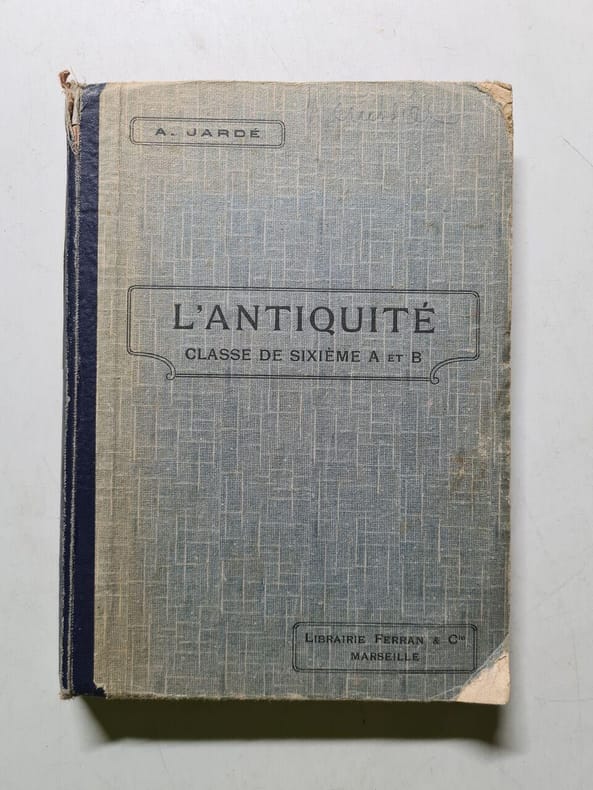 A. JARDÉ
L'ANTIQUITÉ
CLASSE DE SIXIÈME A ET B
LIBRAIRIE FERRAN & Cie
MARSEILLE